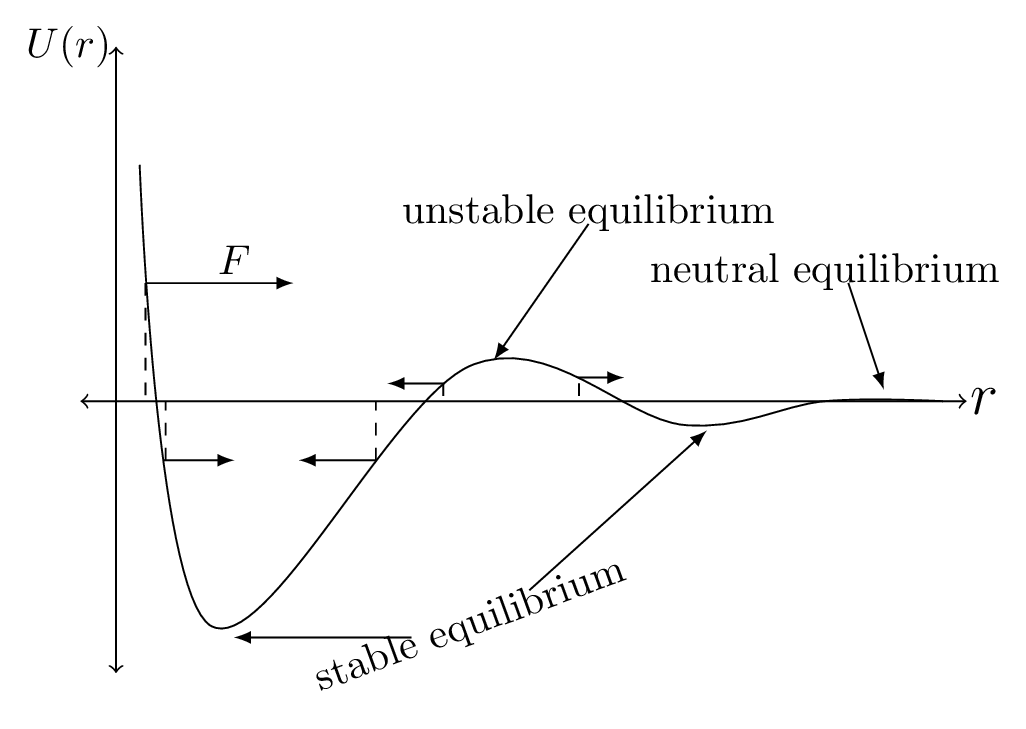 U(r)
unstable equilibrium
F
neutral equilibrium
r
stable equilibrium